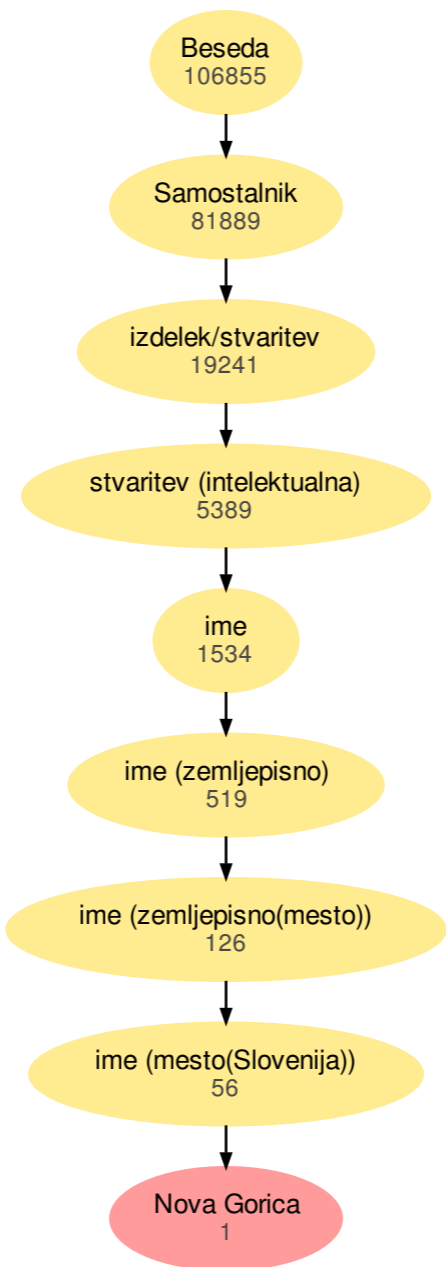 Beseda
106855
Samostalnik
81889
izdelek/stvaritev
19241
stvaritev (intelektualna)
5389
ime
1534
ime (zemljepisno)
519
ime (zemljepisno(mesto))
126
ime (mesto(Slovenija))
56
Nova Gorica
1